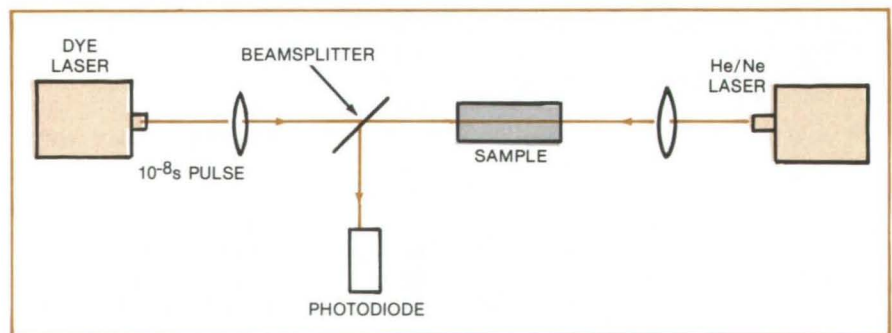 DYE
LASER
BEAMSPLITTER
He/Ne
LASER
10⁻⁸s PULSE
SAMPLE
PHOTODIODE